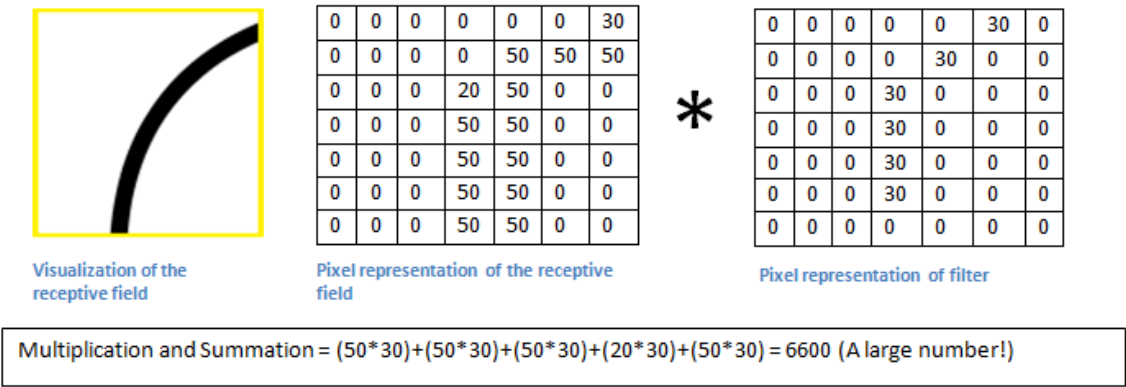 0 0 0 0 0 0 30
0 0 0 0 50 50 50
0 0 0 20 50 0 0
0 0 0 50 50 0 0
0 0 0 50 50 0 0
0 0 0 50 50 0 0
0 0 0 50 50 0 0
*
0 0 0 0 0 30 0
0 0 0 0 30 0 0
0 0 0 30 0 0 0
0 0 0 30 0 0 0
0 0 0 30 0 0 0
0 0 0 30 0 0 0
0 0 0 0 0 0 0
Visualization of the
receptive field
Pixel representation of the receptive
field
Pixel representation of filter
Multiplication and Summation = (50*30)+(50*30)+(50*30)+(20*30)+(50*30) = 6600 (A large number!)